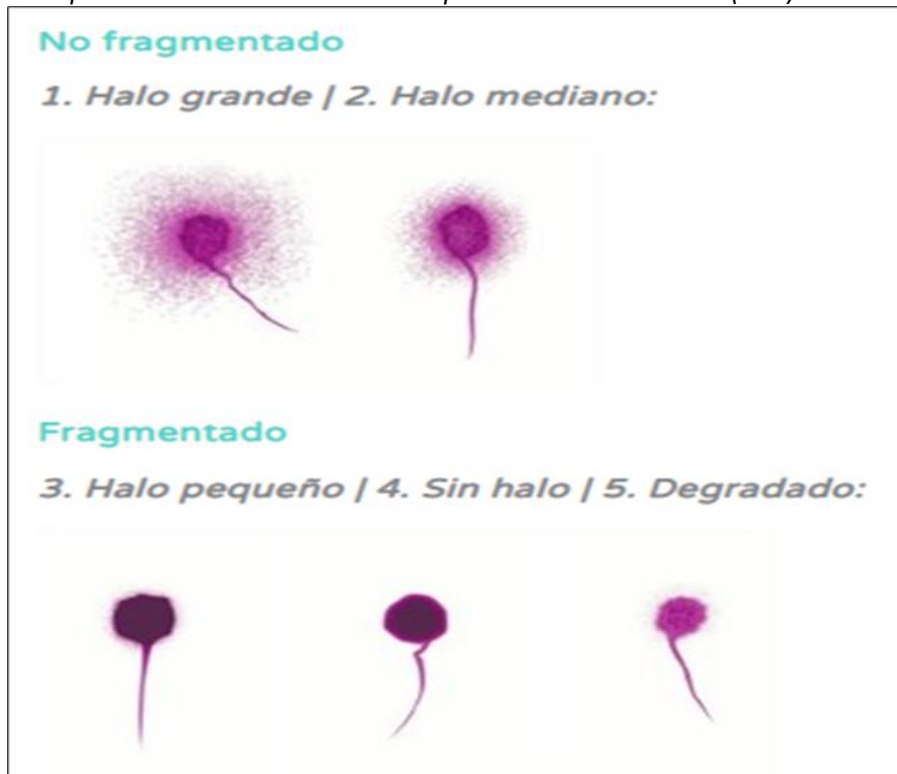 No fragmentado
1. Halo grande | 2. Halo mediano:
Fragmentado
3. Halo pequeño | 4. Sin halo | 5. Degradado: